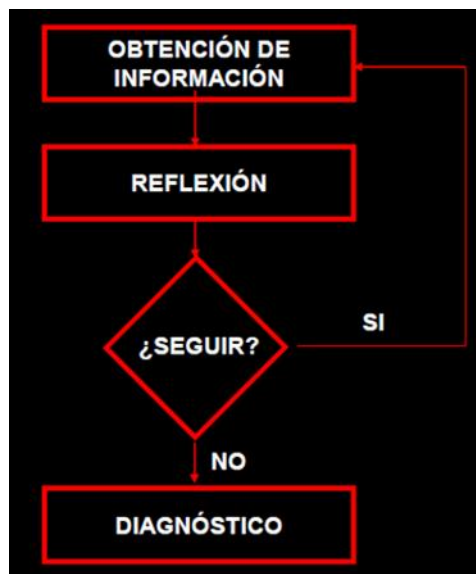 OBTENCIÓN DE
INFORMACIÓN
REFLEXIÓN
¿SEGUIR?
SI
NO
DIAGNÓSTICO